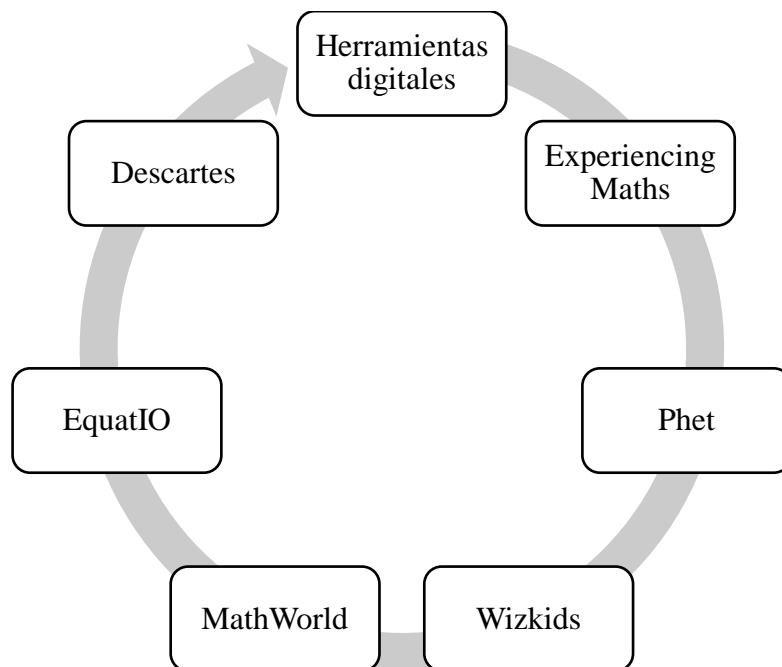 Herramientas
digitales
Experiencing
Maths
Phet
Wizkids
MathWorld
EquatIO
Descartes